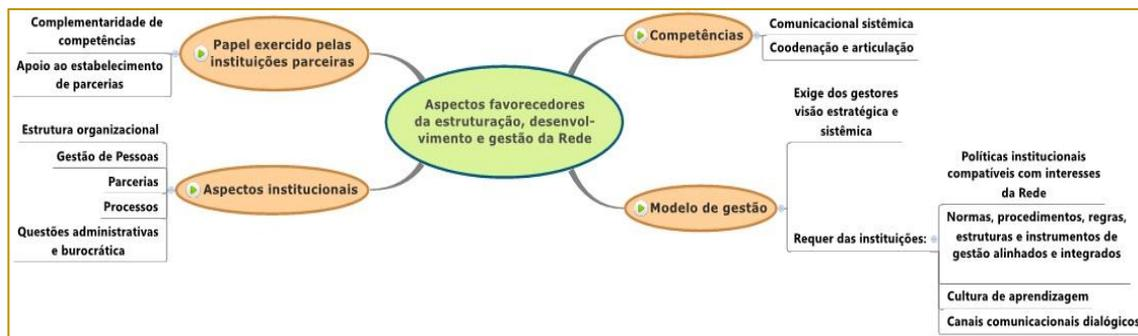 Complementaridade de
competências
Apoio ao estabelecimento
de parcerias
Papel exercido pelas
instituições parceiras
Estrutura organizacional
Gestão de Pessoas
Parcerias
Processos
Questões administrativas
e burocrática
Aspectos institucionais
Aspectos favorecedores
da estruturação, desenvol-
vimento e gestão da Rede
Competências
Comunicacional sistêmica
Coodenação e articulação
Modelo de gestão
Exige dos gestores
visão estratégica e
sistêmica
Requer das instituições:
Políticas institucionais
compatíveis com interesses
da Rede
Normas, procedimentos, regras,
estruturas e instrumentos de
gestão alinhados e integrados
Cultura de aprendizagem
Canais comunicacionais dialógicos